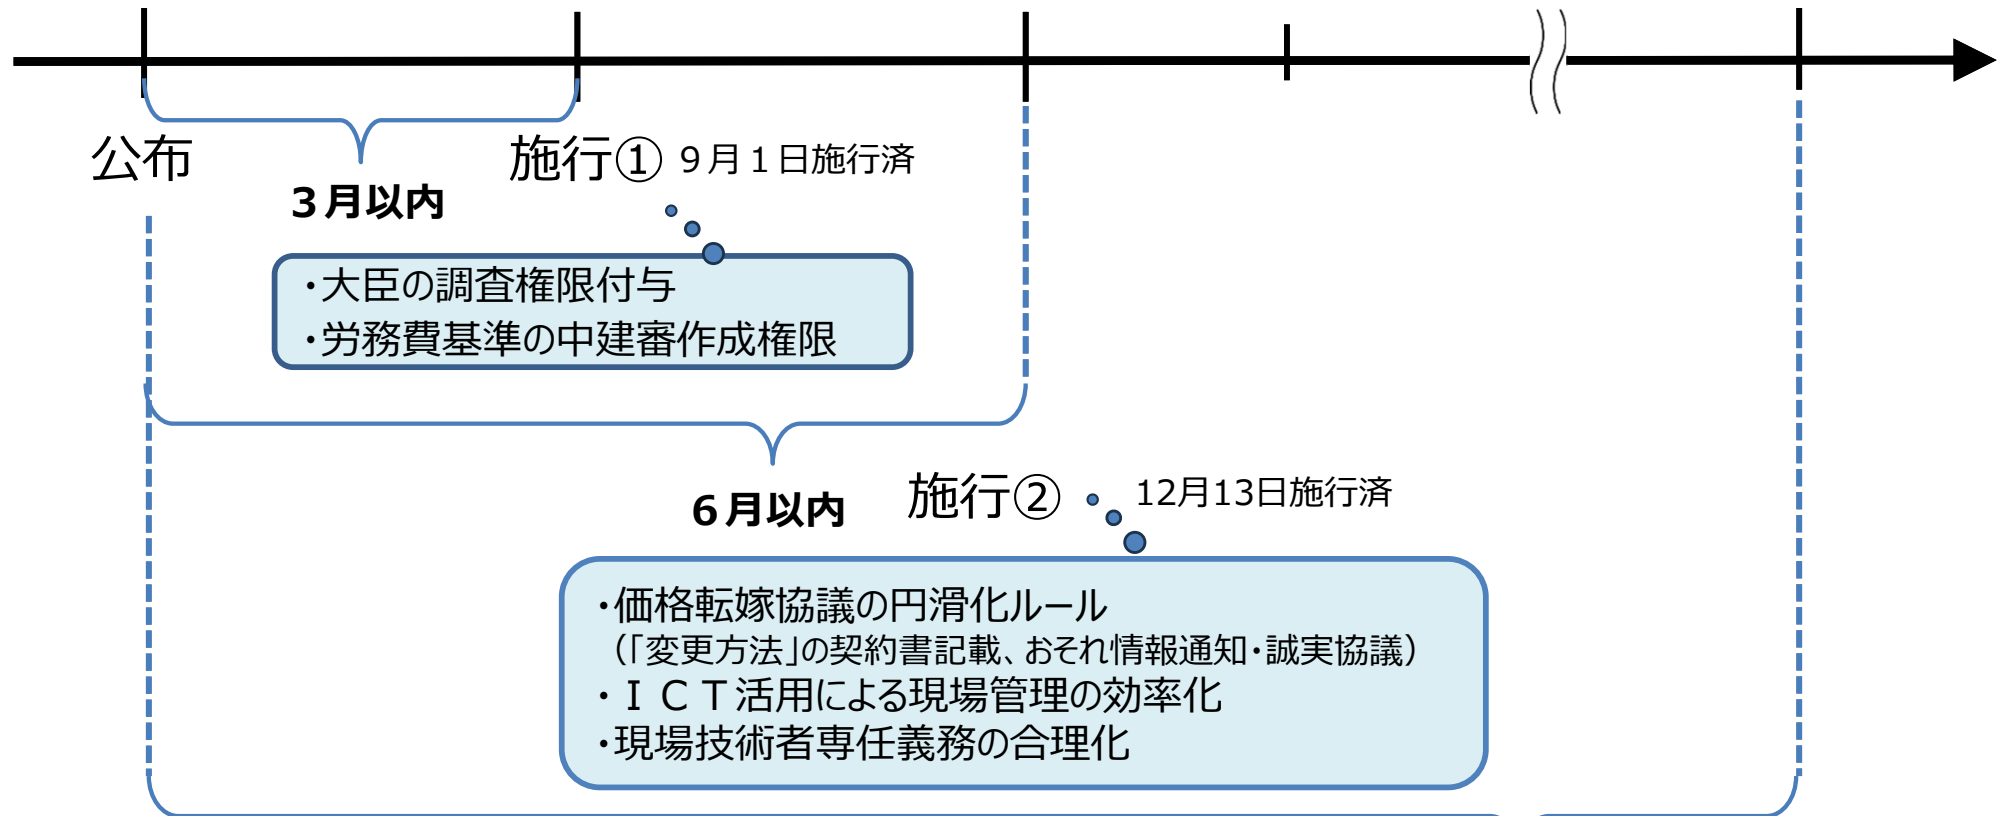 公布
施行① ９月１日施行済
３月以内
・大臣の調査権限付与
・労務費基準の中建審作成権限
施行② 12月13日施行済
６月以内
・価格転嫁協議の円滑化ルール
（「変更方法」の契約書記載、おそれ情報通知・誠実協議）
・ＩＣＴ活用による現場管理の効率化
・現場技術者専任義務の合理化